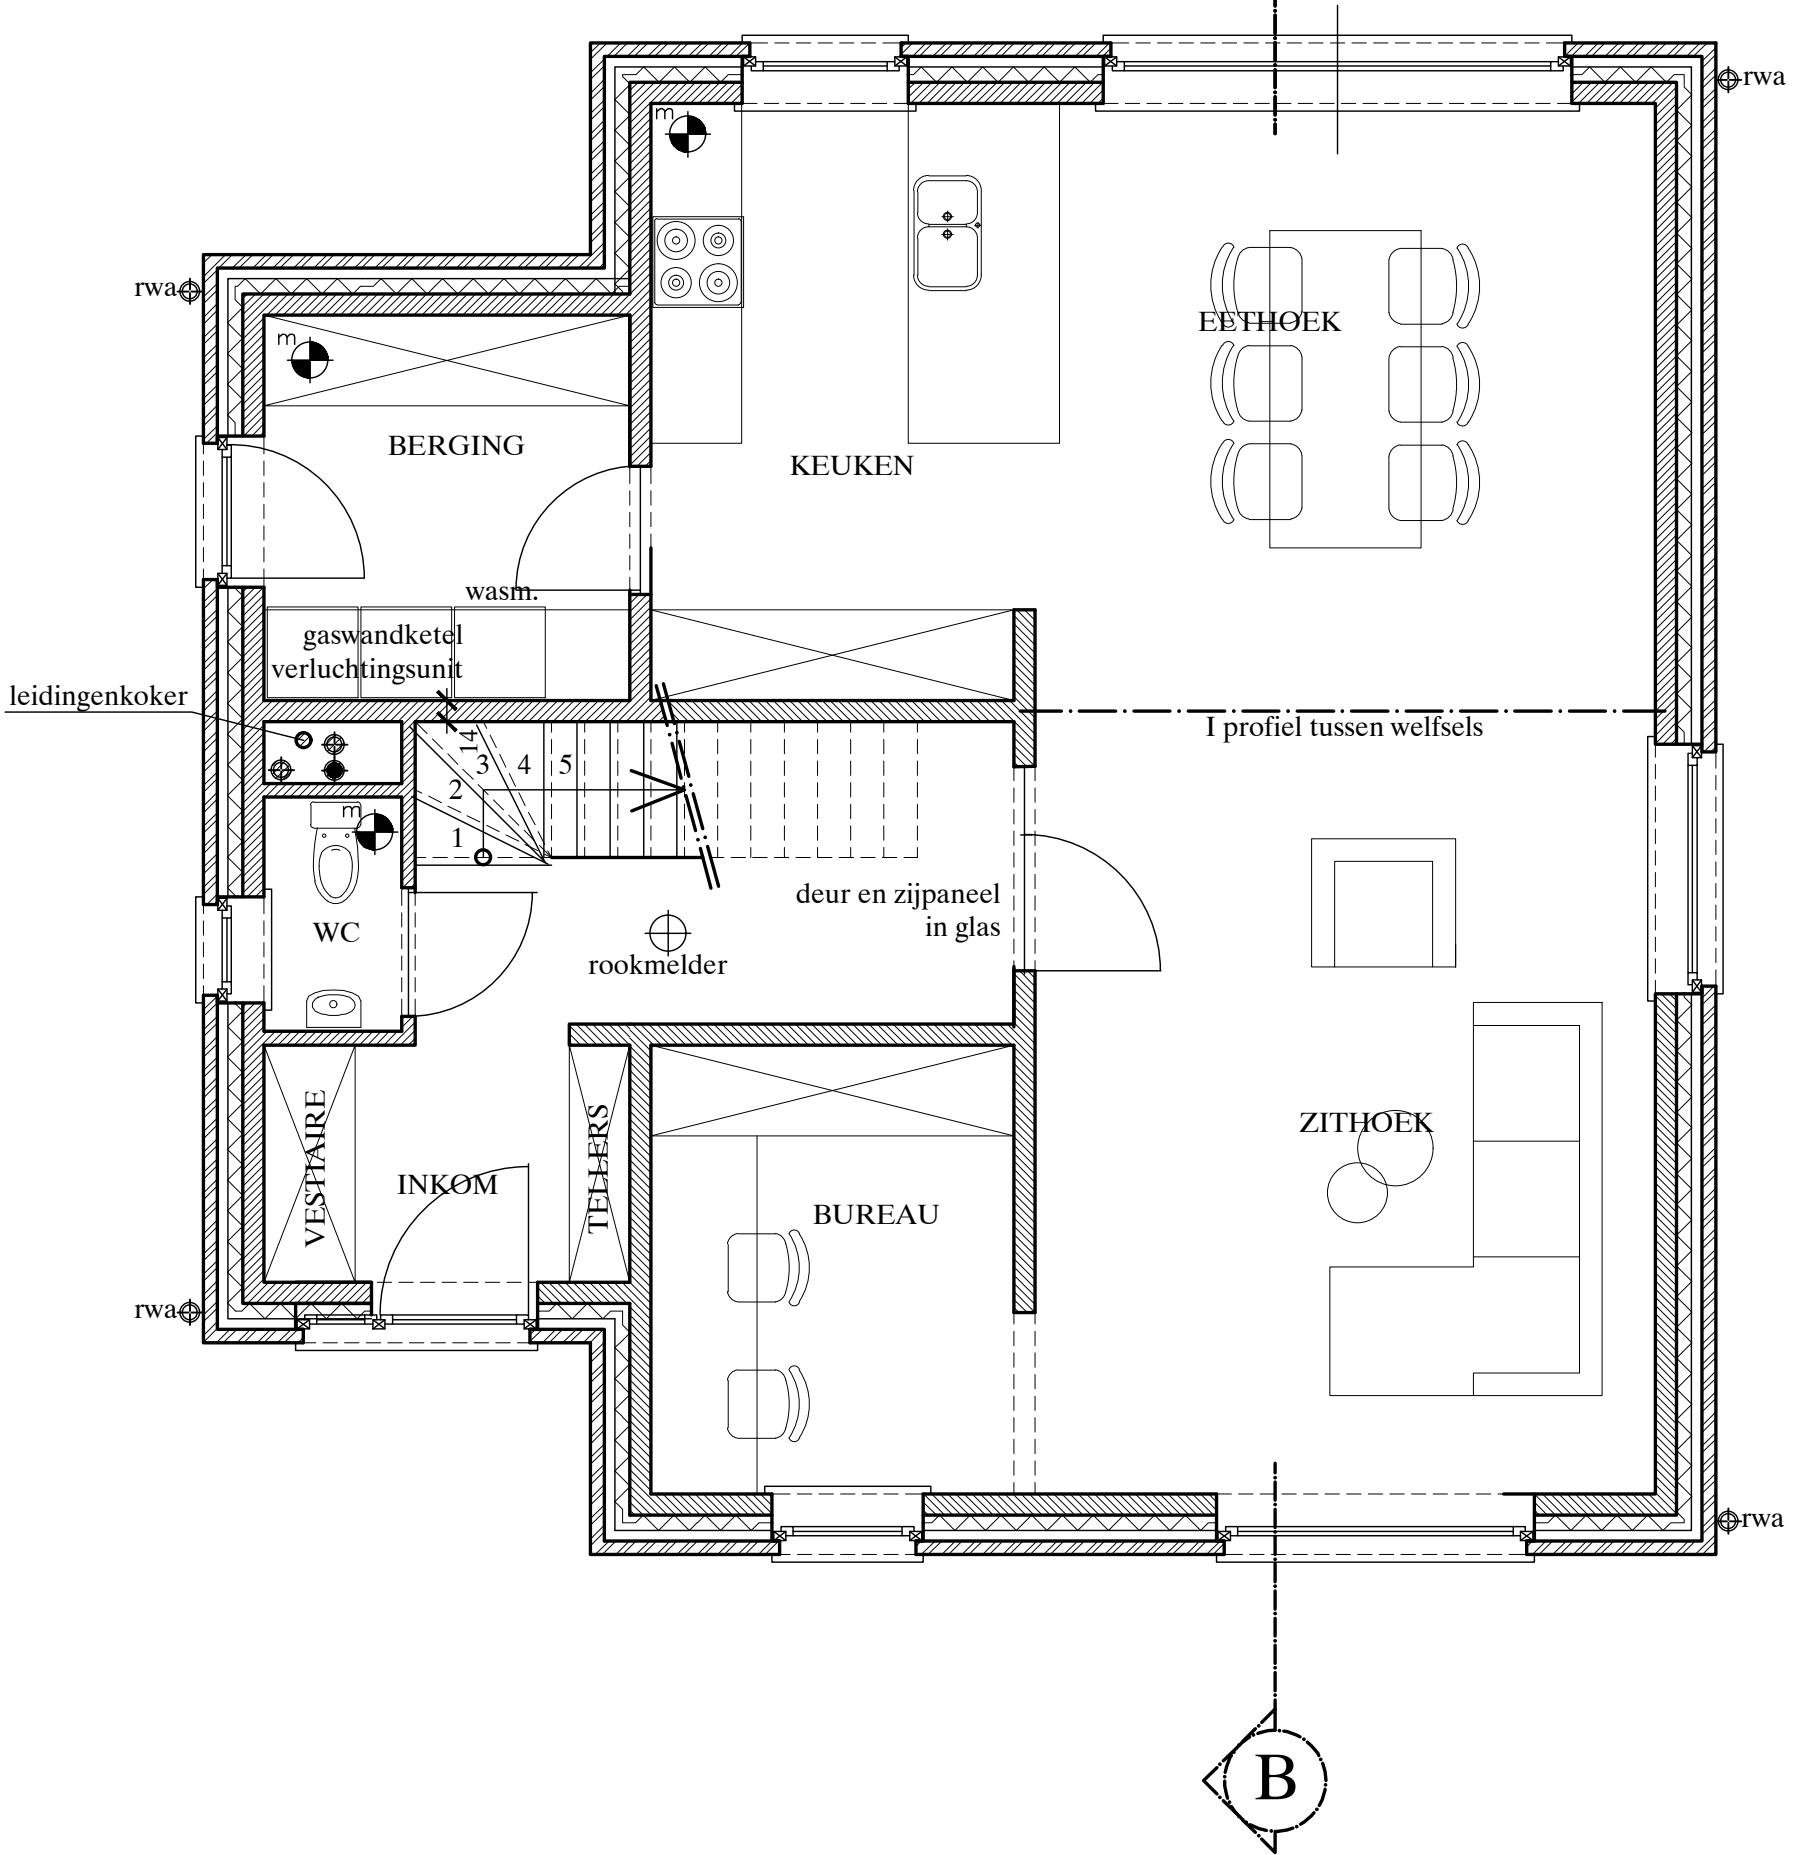 rwa
m
rwa
m
EETHOEK
BERGING
KEUKEN
wasm.
gaswandketel
verluchtingsunit
leidingenkoker
I profiel tussen welfsels
14
3
4
5
2
1
m
deur en zijpaneel
in glas
WC
rookmelder
VESTIAIRE
TELLERS
ZITHOEK
INKOM
BUREAU
rwa
rwa
B